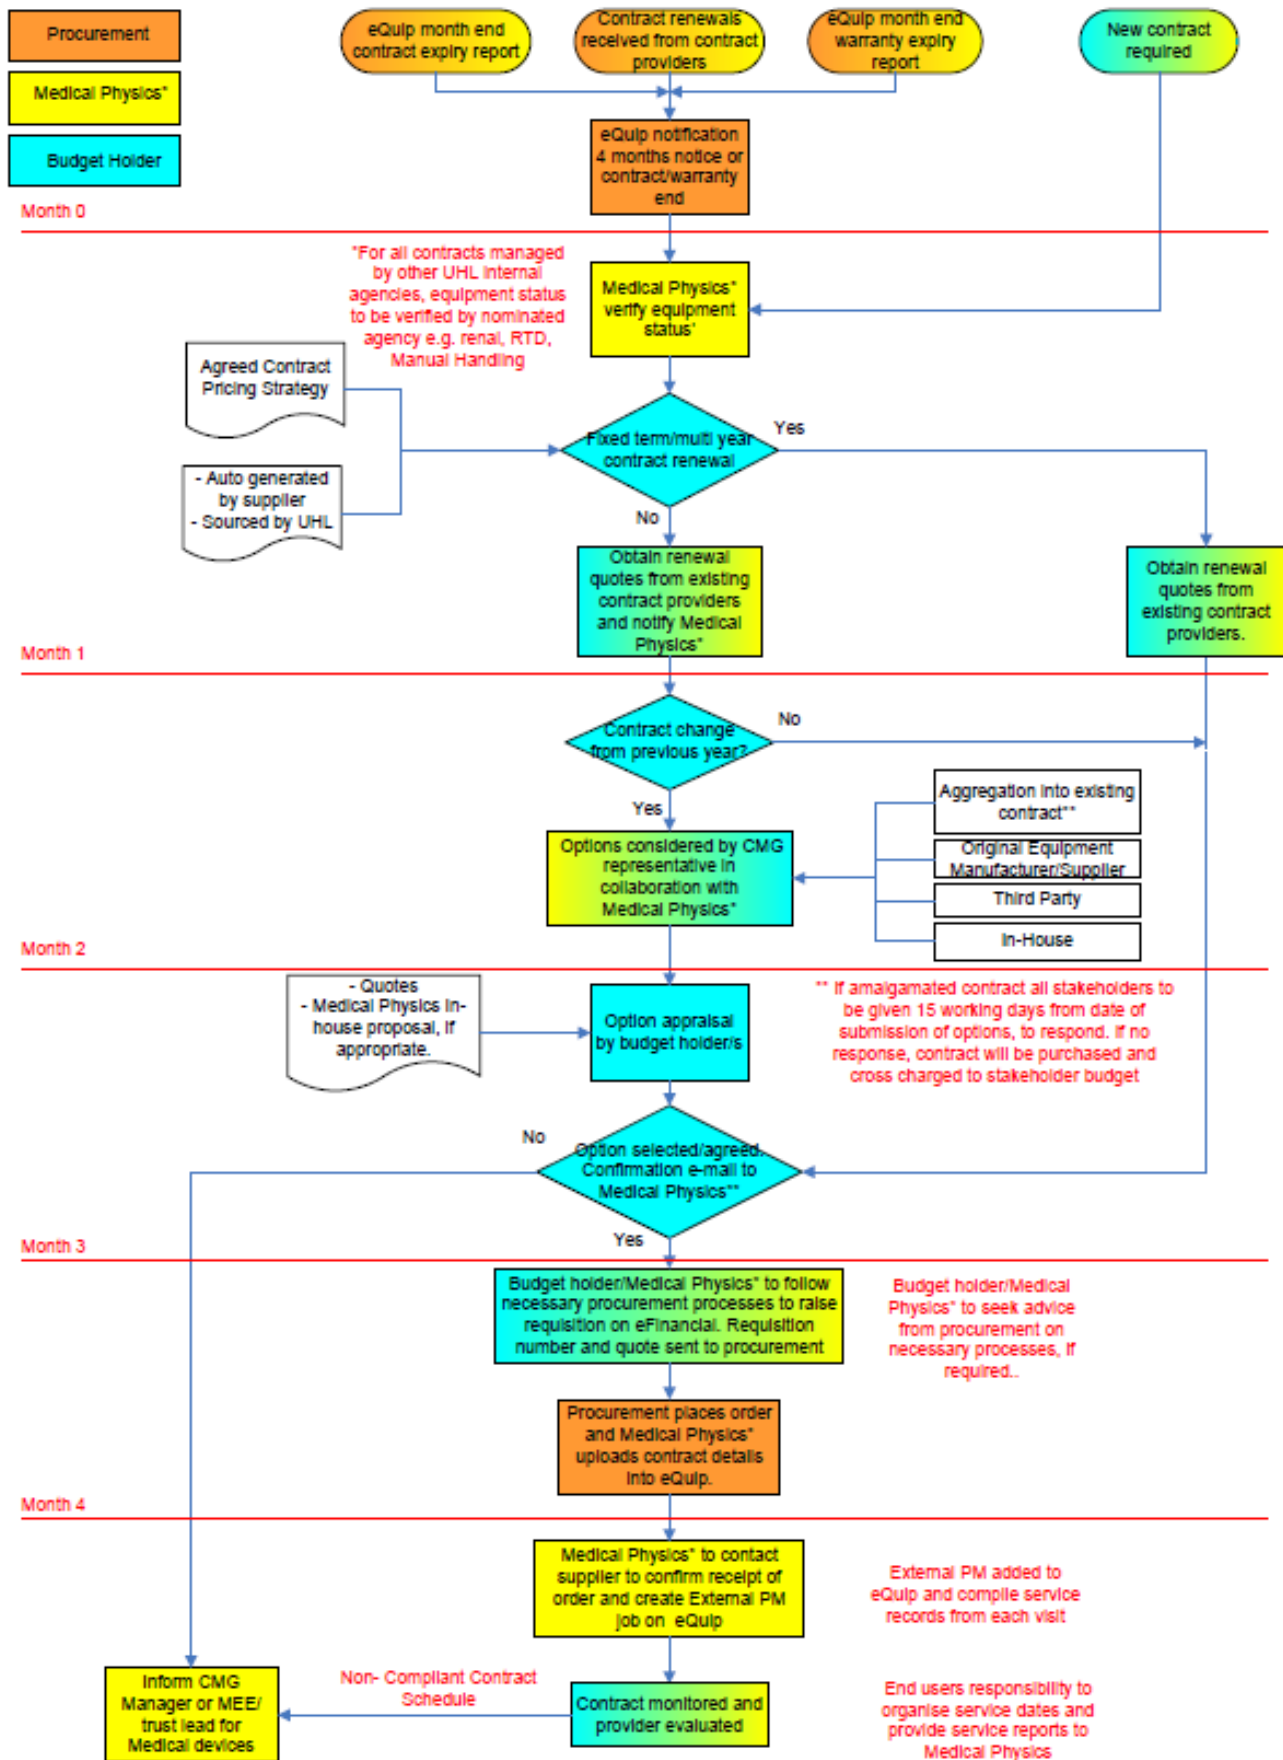 Procurement
Medical Physics*
Budget Holder
eQuip month end
contract expiry report
Contract renewals
received from contract
providers
eQuip month end
warranty expiry
report
New contract
required
eQuip notification
4 months notice or
contract/warranty
end
Month 0
*For all contracts managed
by other UHL internal
agencies, equipment status
to be verified by nominated
agency e.g. renal, RTD,
Manual Handling
Medical Physics*
verify equipment
status'
Agreed Contract
Pricing Strategy
- Auto generated
by supplier
- Sourced by UHL
Fixed term/multi year
contract renewal
Yes
No
Obtain renewal
quotes from existing
contract providers
and notify Medical
Physics*
Obtain renewal
quotes from
existing contract
providers.
Month 1
Contract change
from previous year?
No
Yes
Options considered by CMG
representative in
collaboration with
Medical Physics*
Aggregation into existing
contract**
Original Equipment
Manufacturer/Supplier
Third Party
In-House
Month 2
- Quotes
- Medical Physics in-
house proposal, if
appropriate.
Option appraisal
by budget holder/s
** If amalgamated contract all stakeholders to
be given 15 working days from date of
submission of options, to respond. If no
response, contract will be purchased and
cross charged to stakeholder budget
No
Option selected/agreed.
Confirmation e-mail to
Medical Physics**
Yes
Month 3
Budget holder/Medical Physics* to follow
necessary procurement processes to raise
requisition on eFinancial. Requisition
number and quote sent to procurement
Budget holder/Medical
Physics* to seek advice
from procurement on
necessary processes, if
required..
Procurement places order
and Medical Physics*
uploads contract details
into eQuip.
Month 4
Medical Physics* to contact
supplier to confirm receipt of
order and create External PM
job on eQuip
External PM added to
eQuip and compile service
records from each visit
Inform CMG
Manager or MEE/
trust lead for
Medical devices
Non- Compliant Contract
Schedule
Contract monitored and
provider evaluated
End users responsibility to
organise service dates and
provide service reports to
Medical Physics